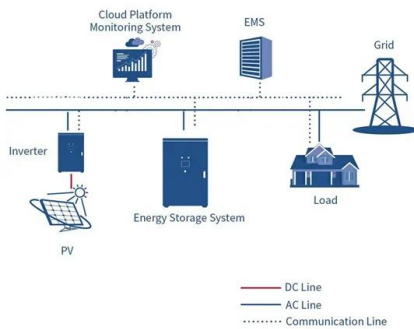 Cloud Platform
Monitoring System
EMS
Grid
Inverter
Energy Storage System
Load
PV
DC Line
AC Line
Communication Line